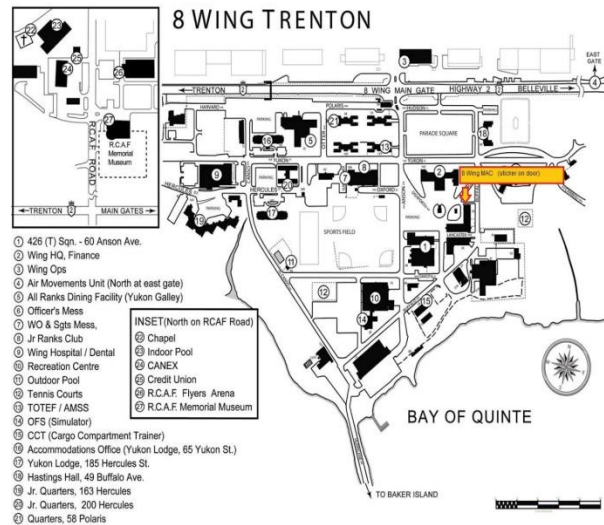 8 WING TRENTON
EAST GATE
TRENTON
8 WING MAIN GATE
HIGHWAY 2
BELLEVILLE
HARVARD
POLARIS
HUDSON
PARKING
OTTER
PARADE SQUARE
YUKON
YUKON
HERCULES
OXFORD
ANSON
PARKING
SPORTS FIELD
LANCASTER
8 Wing MAC (sticker on door)
R.C.A.F ROAD
R.C.A.F
Memorial
Museum
TRENTON
MAIN GATES
BAY OF QUINTE
TO BAKER ISLAND
1 426 (T) Sqn. - 60 Anson Ave.
2 Wing HQ, Finance
3 Wing Ops
4 Air Movements Unit (North at east gate)
5 All Ranks Dining Facility (Yukon Galley)
6 Officer's Mess
7 WO & Sgts Mess,
8 Jr Ranks Club
9 Wing Hospital / Dental
10 Recreation Centre
11 Outdoor Pool
12 Tennis Courts
13 TOTEF / AMSS
14 OFS (Simulator)
15 CCT (Cargo Compartment Trainer)
16 Accommodations Office (Yukon Lodge, 65 Yukon St.)
17 Yukon Lodge, 185 Hercules St.
18 Hastings Hall, 49 Buffalo Ave.
19 Jr. Quarters, 163 Hercules
20 Jr. Quarters, 200 Hercules
21 Quarters, 58 Polaris
INSET(North on RCAF Road)
22 Chapel
23 Indoor Pool
24 CANEX
25 Credit Union
26 R.C.A.F. Flyers Arena
27 R.C.A.F. Memorial Museum